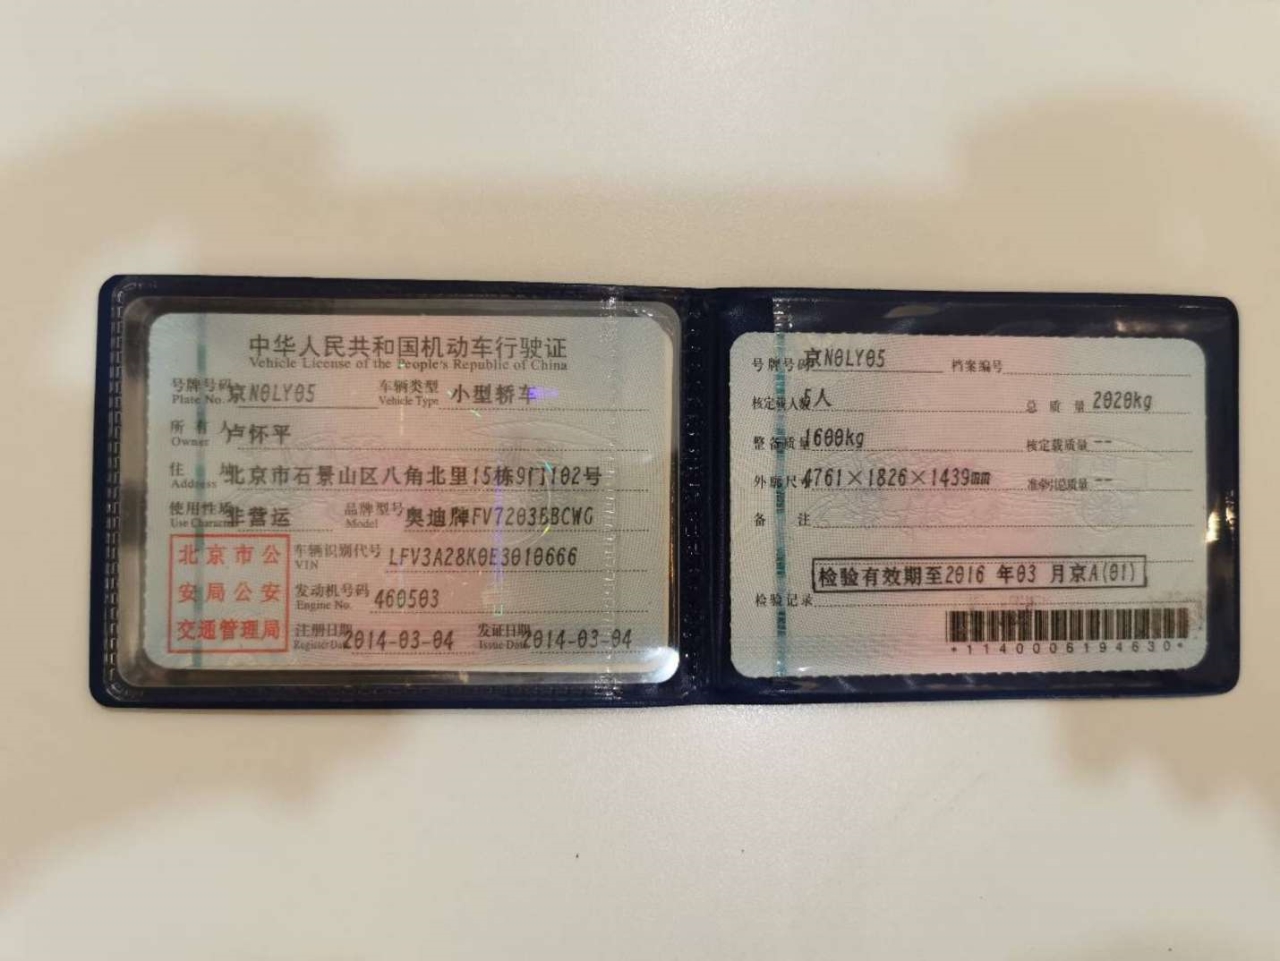 中华人民共和国机动车行驶证
Vehicle License of the People's Republic of China
号牌号码 京N0LY05 车辆类型 小型轿车
Plate No. Vehicle Type
所有人 卢怀平
Owner
住址 北京市石景山区八角北里15栋9门102号
Address
使用性质 非营运 品牌型号 奥迪牌FV7203BBCWG
Use Character Model
北京市公
安局公安
交通管理局
车辆识别代号 LFV3A28K0E3010666
VIN
发动机号码 460503
Engine No.
注册日期 2014-03-04 发证日期 2014-03-04
Register Date Issue Date
号牌号码 京N0LY05 档案编号
核定载人数 5人 总质量 2020kg
整备质量 1600kg 核定载质量 --
外廓尺寸 4761×1826×1439mm 准牵引总质量 --
备注
检验有效期至2016 年03 月京A(01)
检验记录
*1140006194630*